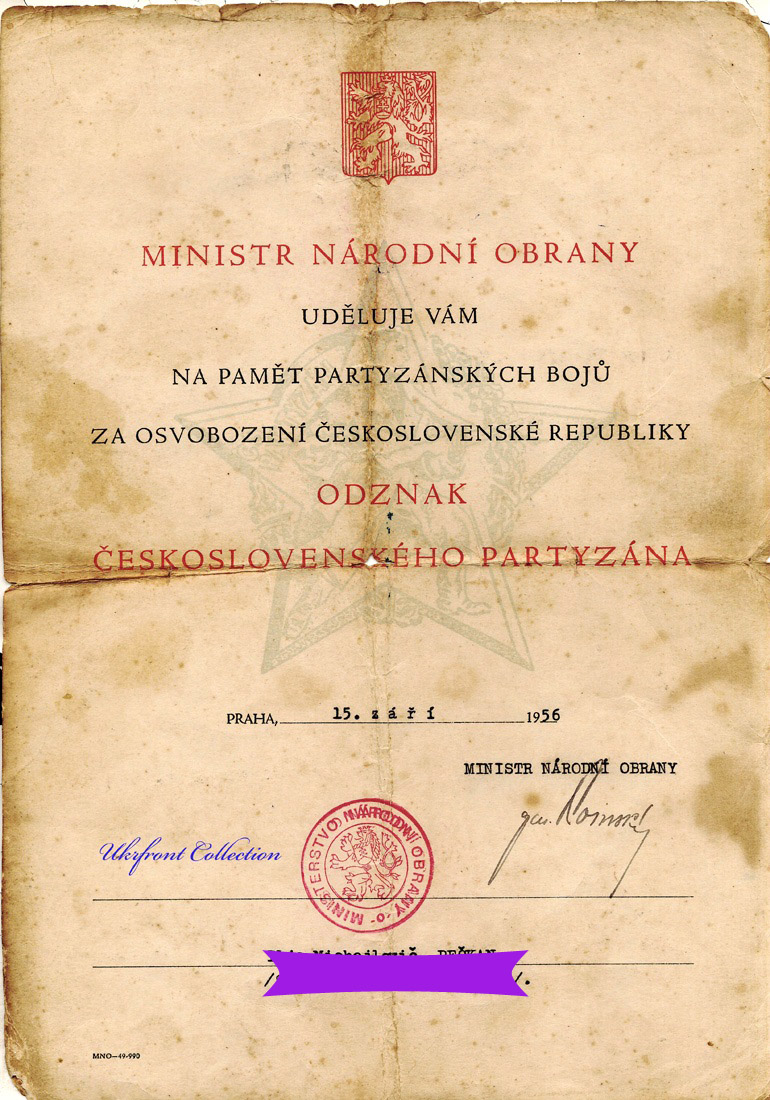 MINISTR NÁRODNÍ OBRANY
UDĚLUJE VÁM
NA PAMĚT PARTYZÁNSKÝCH BOJŮ
ZA OSVOBOZENÍ ČESKOSLOVENSKÉ REPUBLIKY
ODZNAK
ČESKOSLOVENSKÉHO PARTYZÁNA
PRAHA, 15. září 1956
MINISTR NÁRODNÍ OBRANY
gen.
Ukrfront Collection
MINISTERSTVO NÁRODNÍ OBRANY
MNO—49-990